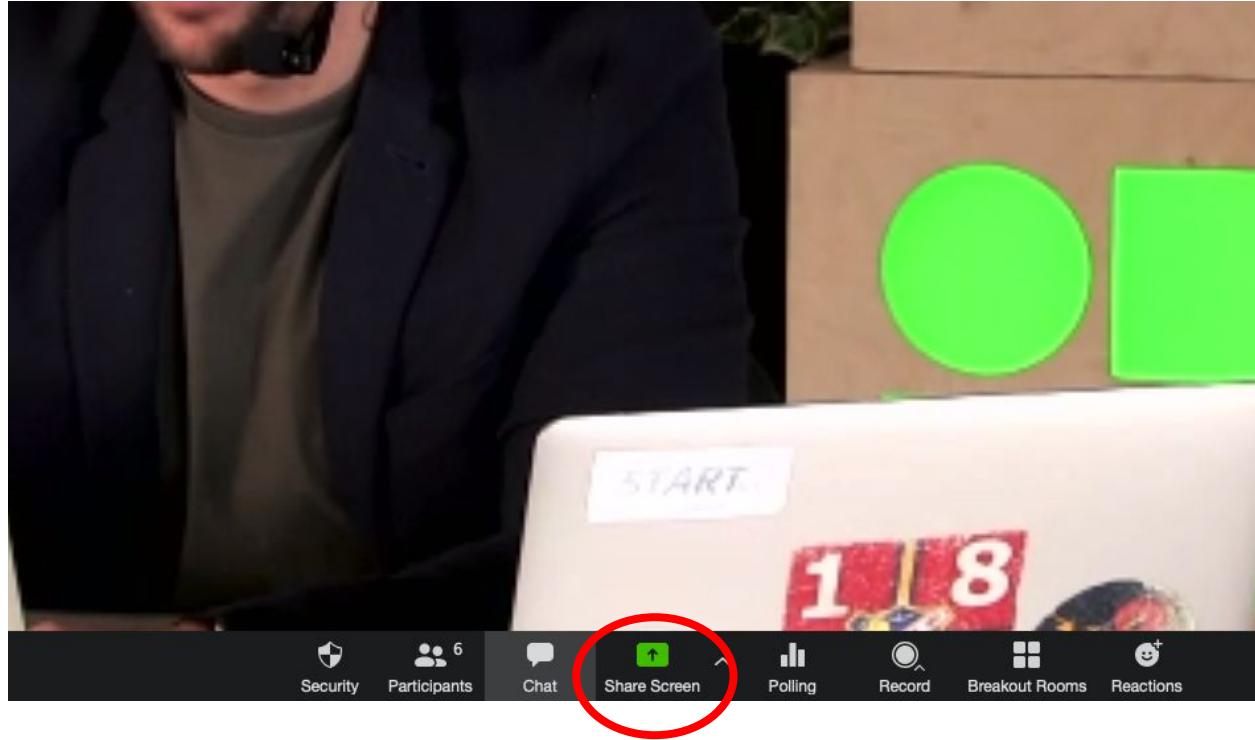 START
1 8
6
Security Participants Chat Share Screen Polling Record Breakout Rooms Reactions